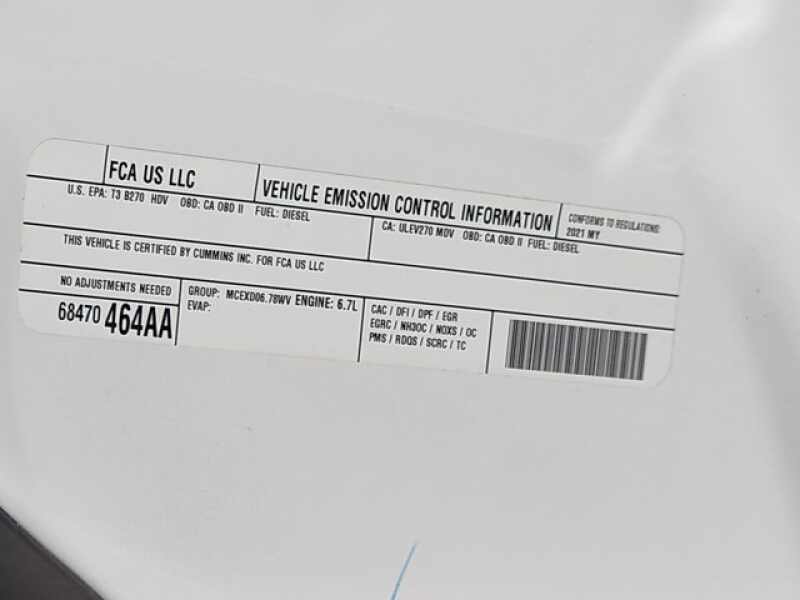 FCA US LLC
VEHICLE EMISSION CONTROL INFORMATION
CONFORMS TO REGULATIONS:
2021 MY
U.S. EPA: T3 B270 HDV OBD: CA OBD II FUEL: DIESEL
CA: ULEV270 MDV OBD: CA OBD II FUEL: DIESEL
THIS VEHICLE IS CERTIFIED BY CUMMINS INC. FOR FCA US LLC
NO ADJUSTMENTS NEEDED
68470 464AA
GROUP: MCEXD06.78WV ENGINE: 6.7L
EVAP:
CAC / DFI / DPF / EGR
EGRC / NH3OC / NOXS / OC
PMS / RDQS / SCRC / TC